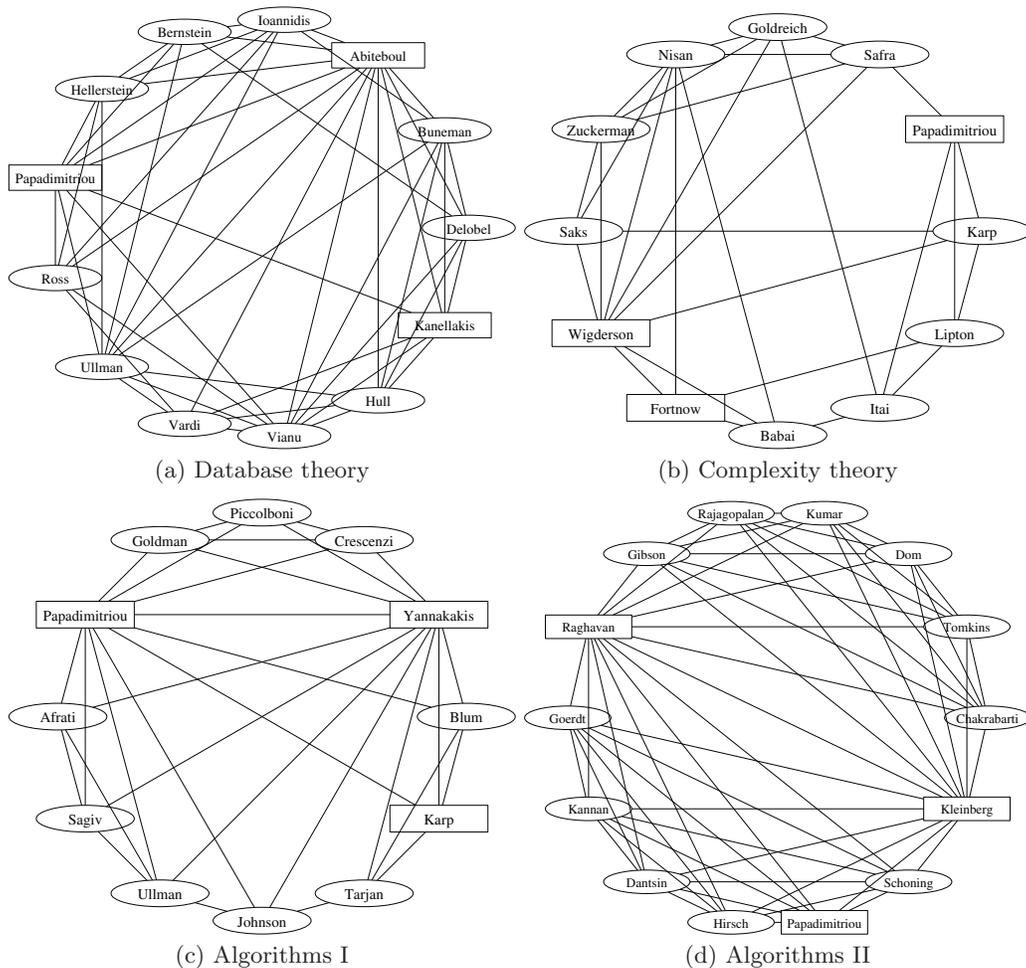 Ioannidis
Bernstein
Abiteboul
Hellerstein
Buneman
Papadimitriou
Delobel
Ross
Kanellakis
Ullman
Hull
Vardi
Vianu
(a) Database theory
Goldreich
Nisan
Safra
Zuckerman
Papadimitriou
Saks
Karp
Wigderson
Lipton
Fortnow
Itai
Babai
(b) Complexity theory
Piccolboni
Goldman
Crescenzi
Papadimitriou
Yannakakis
Afrati
Blum
Sagiv
Karp
Ullman
Tarjan
Johnson
(c) Algorithms I
Rajagopalan
Kumar
Gibson
Dom
Raghavan
Tomkins
Goerdt
Chakrabarti
Kannan
Kleinberg
Dantsin
Schoning
Hirsch
Papadimitriou
(d) Algorithms II